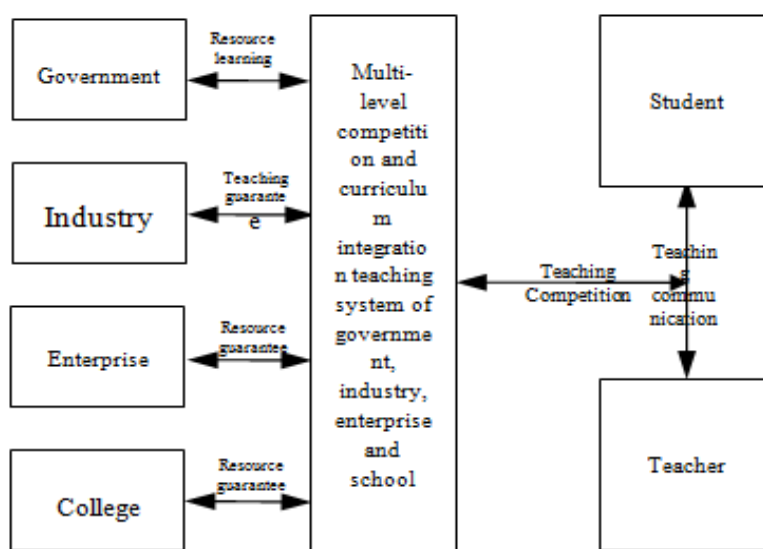 Government
Resource
learning
Industry
Teaching
guarante
e
Enterprise
Resource
guarantee
College
Resource
guarantee
Multi-
level
competiti
on and
curriculu
m
integratio
n teaching
system of
governme
nt,
industry,
enterprise
and
school
Teaching
Competition
Student
Teachin
g
commu
nication
Teacher